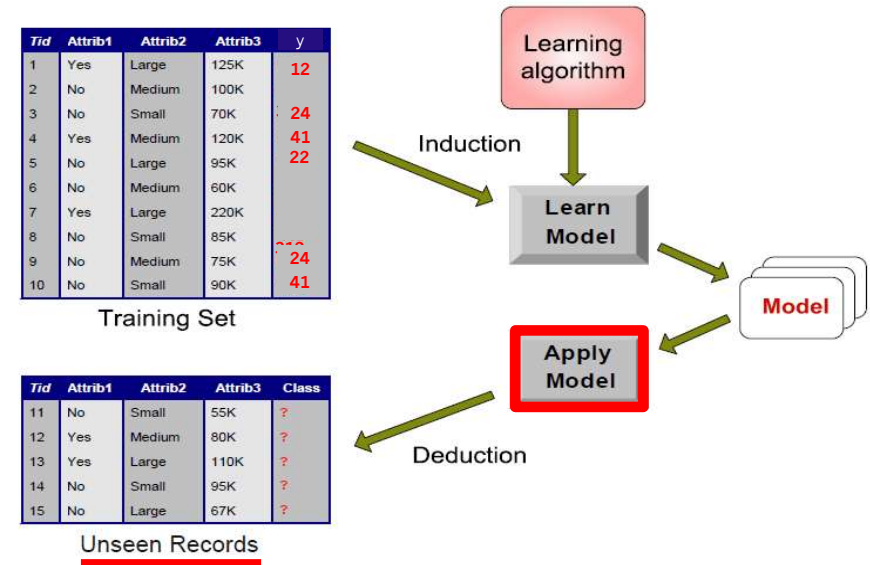 Tid Attrib1 Attrib2 Attrib3 y
1 Yes Large 125K 12
2 No Medium 100K
3 No Small 70K 24
4 Yes Medium 120K 41
5 No Large 95K 22
6 No Medium 60K
7 Yes Large 220K
8 No Small 85K
9 No Medium 75K 24
10 No Small 90K 41
Training Set
Learning
algorithm
Induction
Learn
Model
Model
Apply
Model
Deduction
Tid Attrib1 Attrib2 Attrib3 Class
11 No Small 55K ?
12 Yes Medium 80K ?
13 Yes Large 110K ?
14 No Small 95K ?
15 No Large 67K ?
Unseen Records